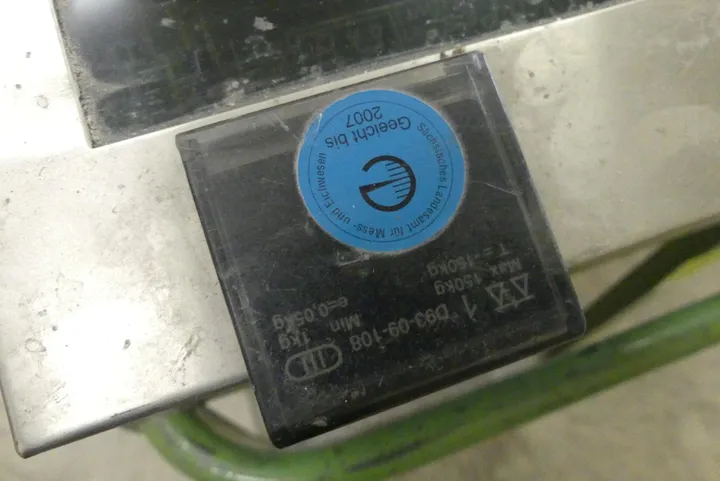 Sächsisches Landesamt für Mess- und Eichwesen
e
Geeicht bis
2007
1 D93-09-108 III
Max 150kg Min 1kg
T=-150kg e=0.05kg